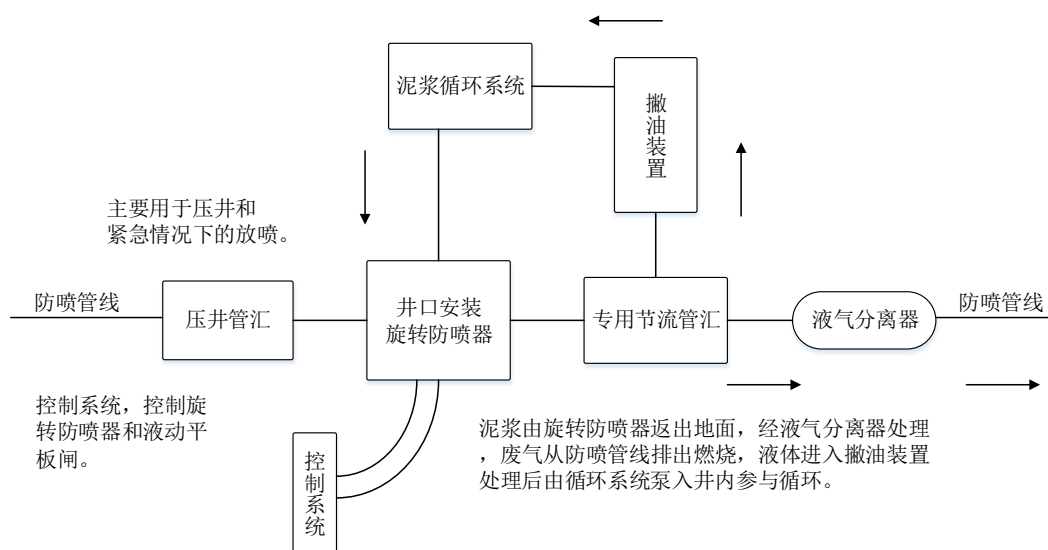 泥浆循环系统
撇油装置
主要用于压井和
紧急情况下的放喷。
防喷管线
压井管汇
井口安装
旋转防喷器
专用节流管汇
液气分离器
防喷管线
控制系统，控制旋
转防喷器和液动平
板闸。
控制系统
泥浆由旋转防喷器返出地面，经液气分离器处理
，废气从防喷管线排出燃烧，液体进入撇油装置
处理后由循环系统泵入井内参与循环。